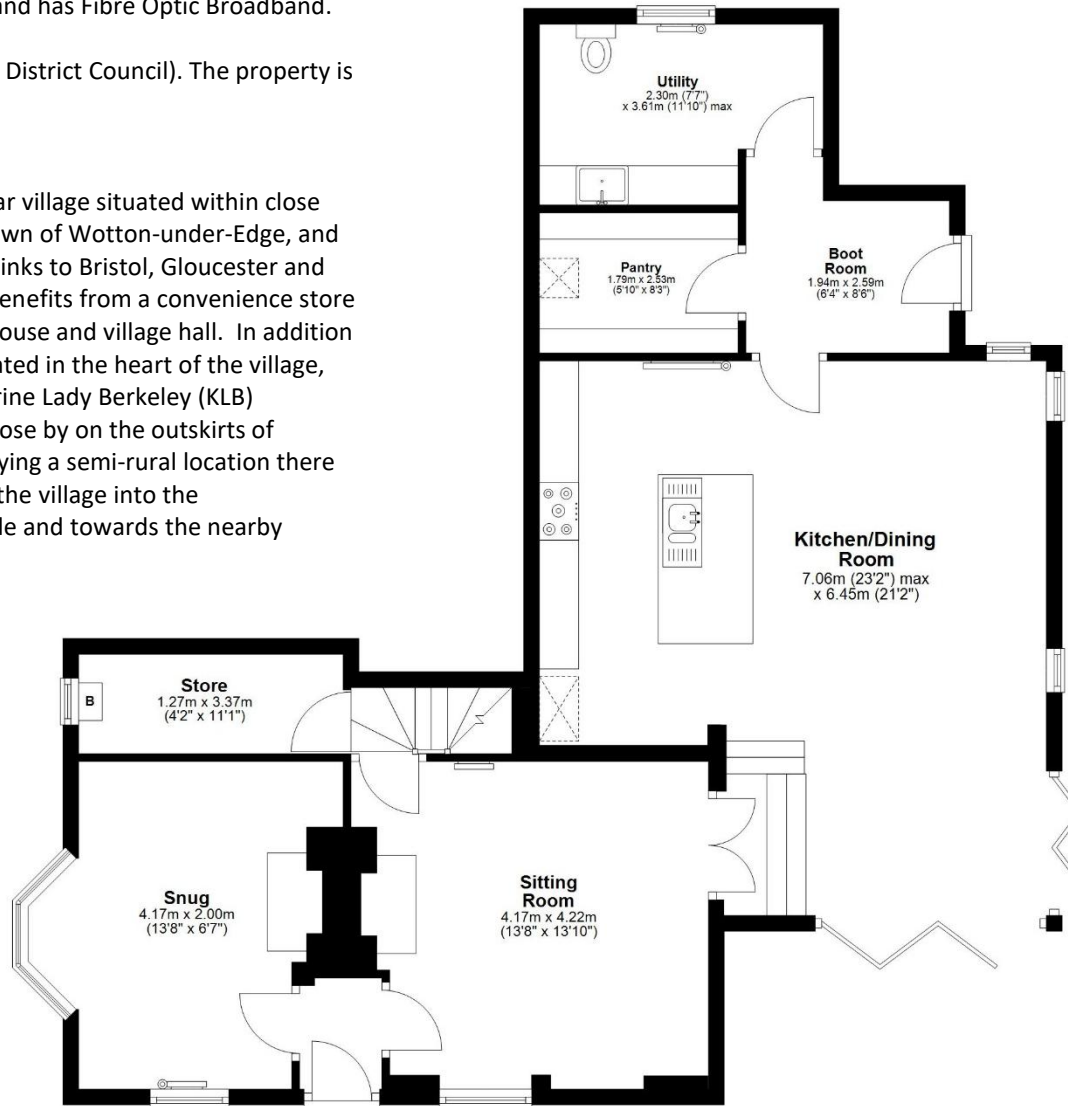 and has Fibre Optic Broadband.
District Council). The property is
ar village situated within close
own of Wotton-under-Edge, and
inks to Bristol, Gloucester and
enefits from a convenience store
ouse and village hall.  In addition
ated in the heart of the village,
rine Lady Berkeley (KLB)
ose by on the outskirts of
ying a semi-rural location there
the village into the
de and towards the nearby
Utility
2.30m (7'7")
x 3.61m (11'10") max
Pantry
1.79m x 2.53m
(5'10" x 8'3")
Boot
Room
1.94m x 2.59m
(6'4" x 8'6")
Kitchen/Dining
Room
7.06m (23'2") max
x 6.45m (21'2")
Store
1.27m x 3.37m
(4'2" x 11'1")
B
Snug
4.17m x 2.00m
(13'8" x 6'7")
Sitting
Room
4.17m x 4.22m
(13'8" x 13'10")